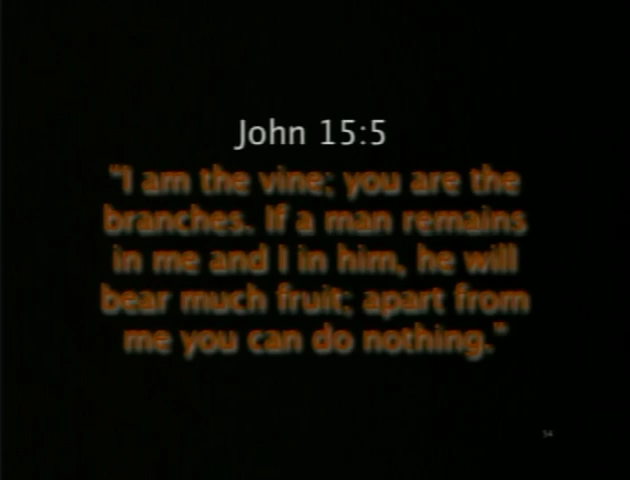 John 15:5
"I am the vine; you are the
branches. If a man remains
in me and I in him, he will
bear much fruit; apart from
me you can do nothing."
54